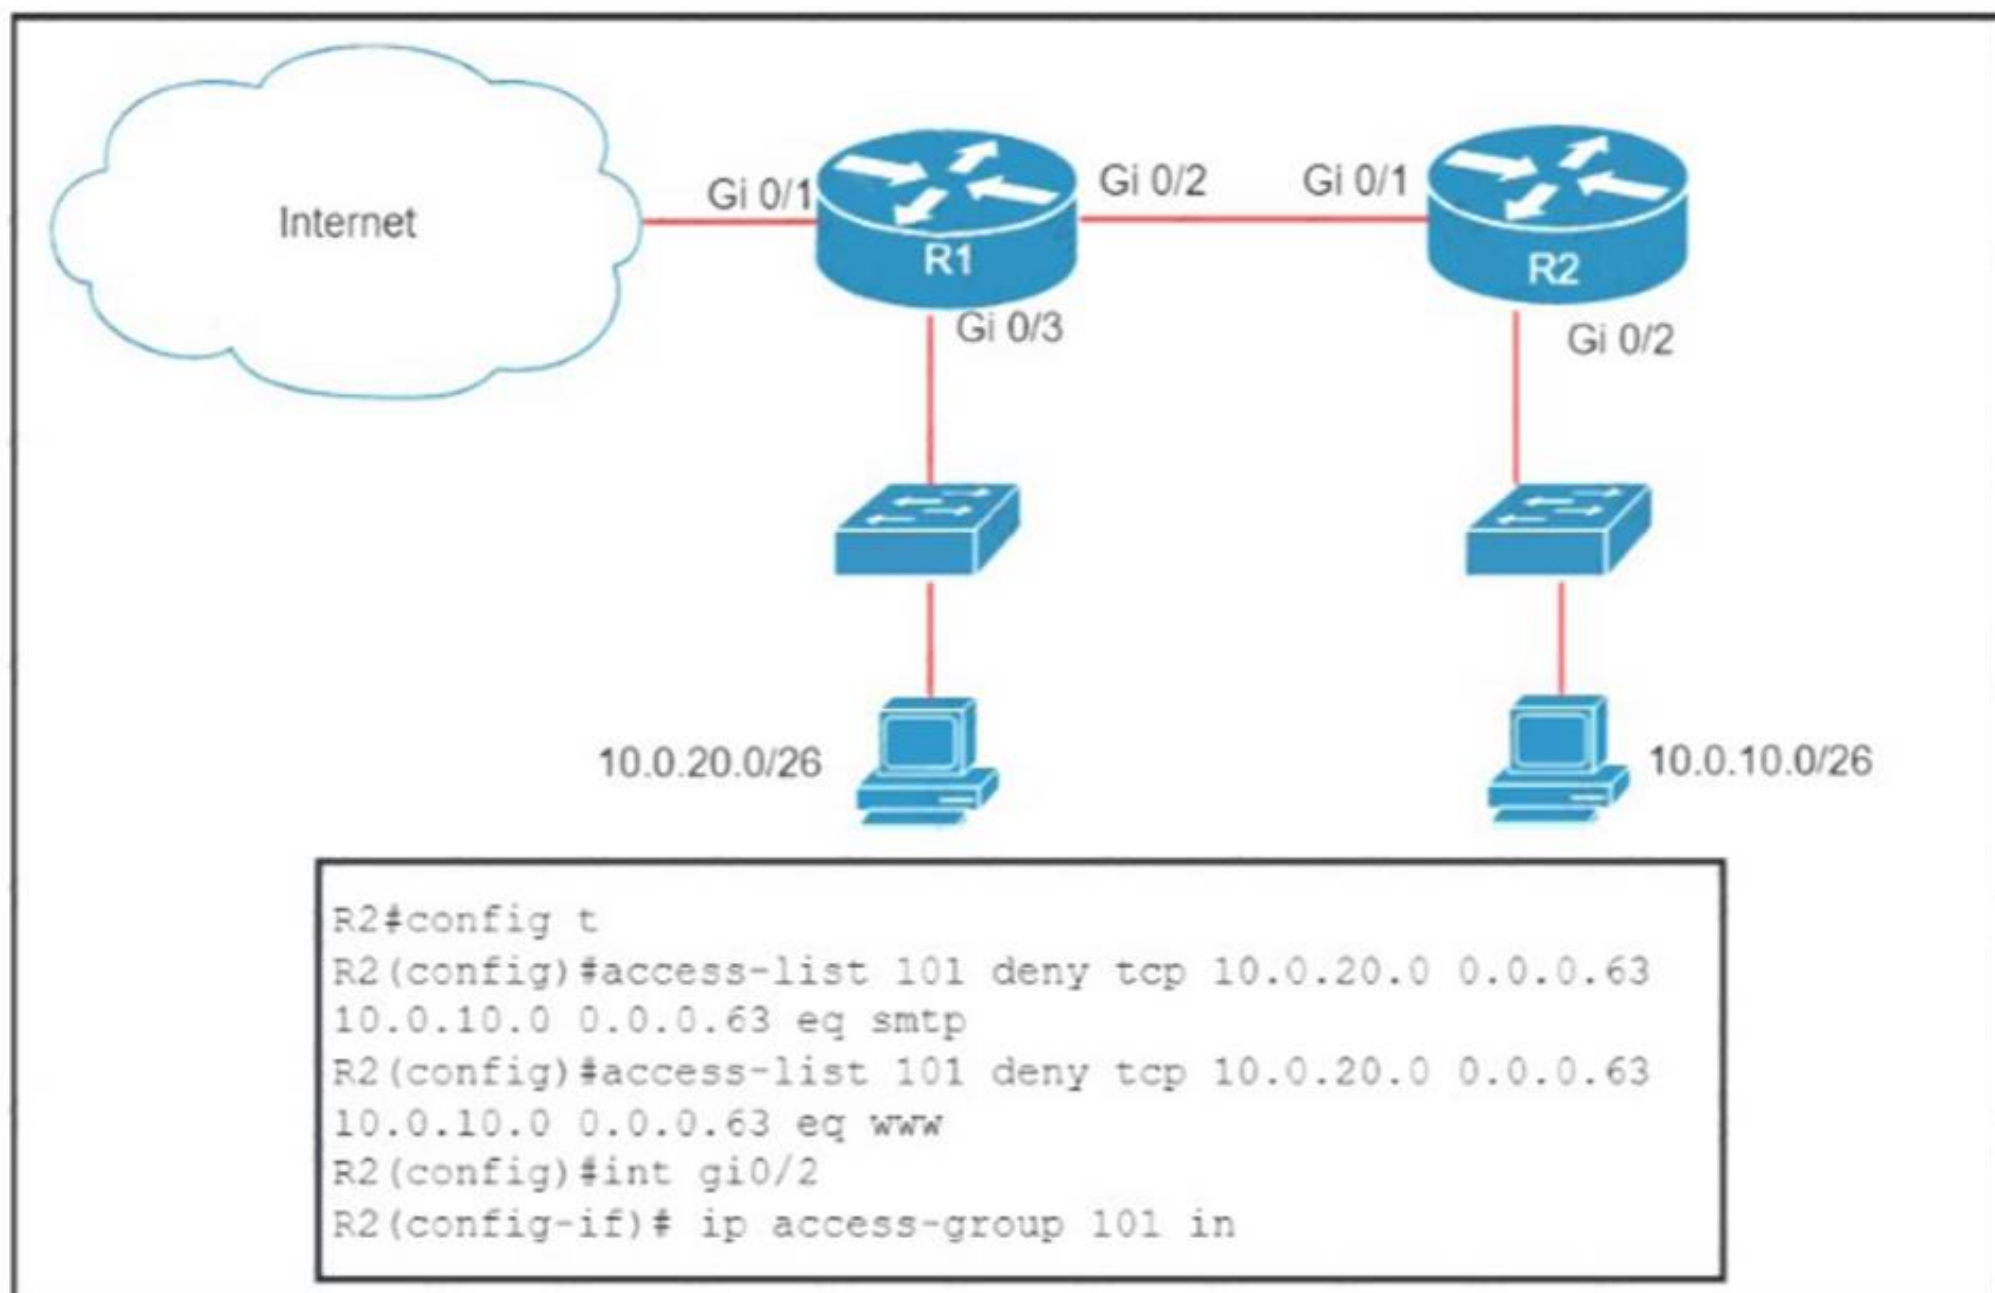 Internet
Gi 0/1
R1
Gi 0/2
Gi 0/1
R2
Gi 0/3
Gi 0/2
10.0.20.0/26
10.0.10.0/26
R2#config t
R2(config)#access-list 101 deny tcp 10.0.20.0 0.0.0.63
10.0.10.0 0.0.0.63 eq smtp
R2(config)#access-list 101 deny tcp 10.0.20.0 0.0.0.63
10.0.10.0 0.0.0.63 eq www
R2(config)#int gi0/2
R2(config-if)# ip access-group 101 in